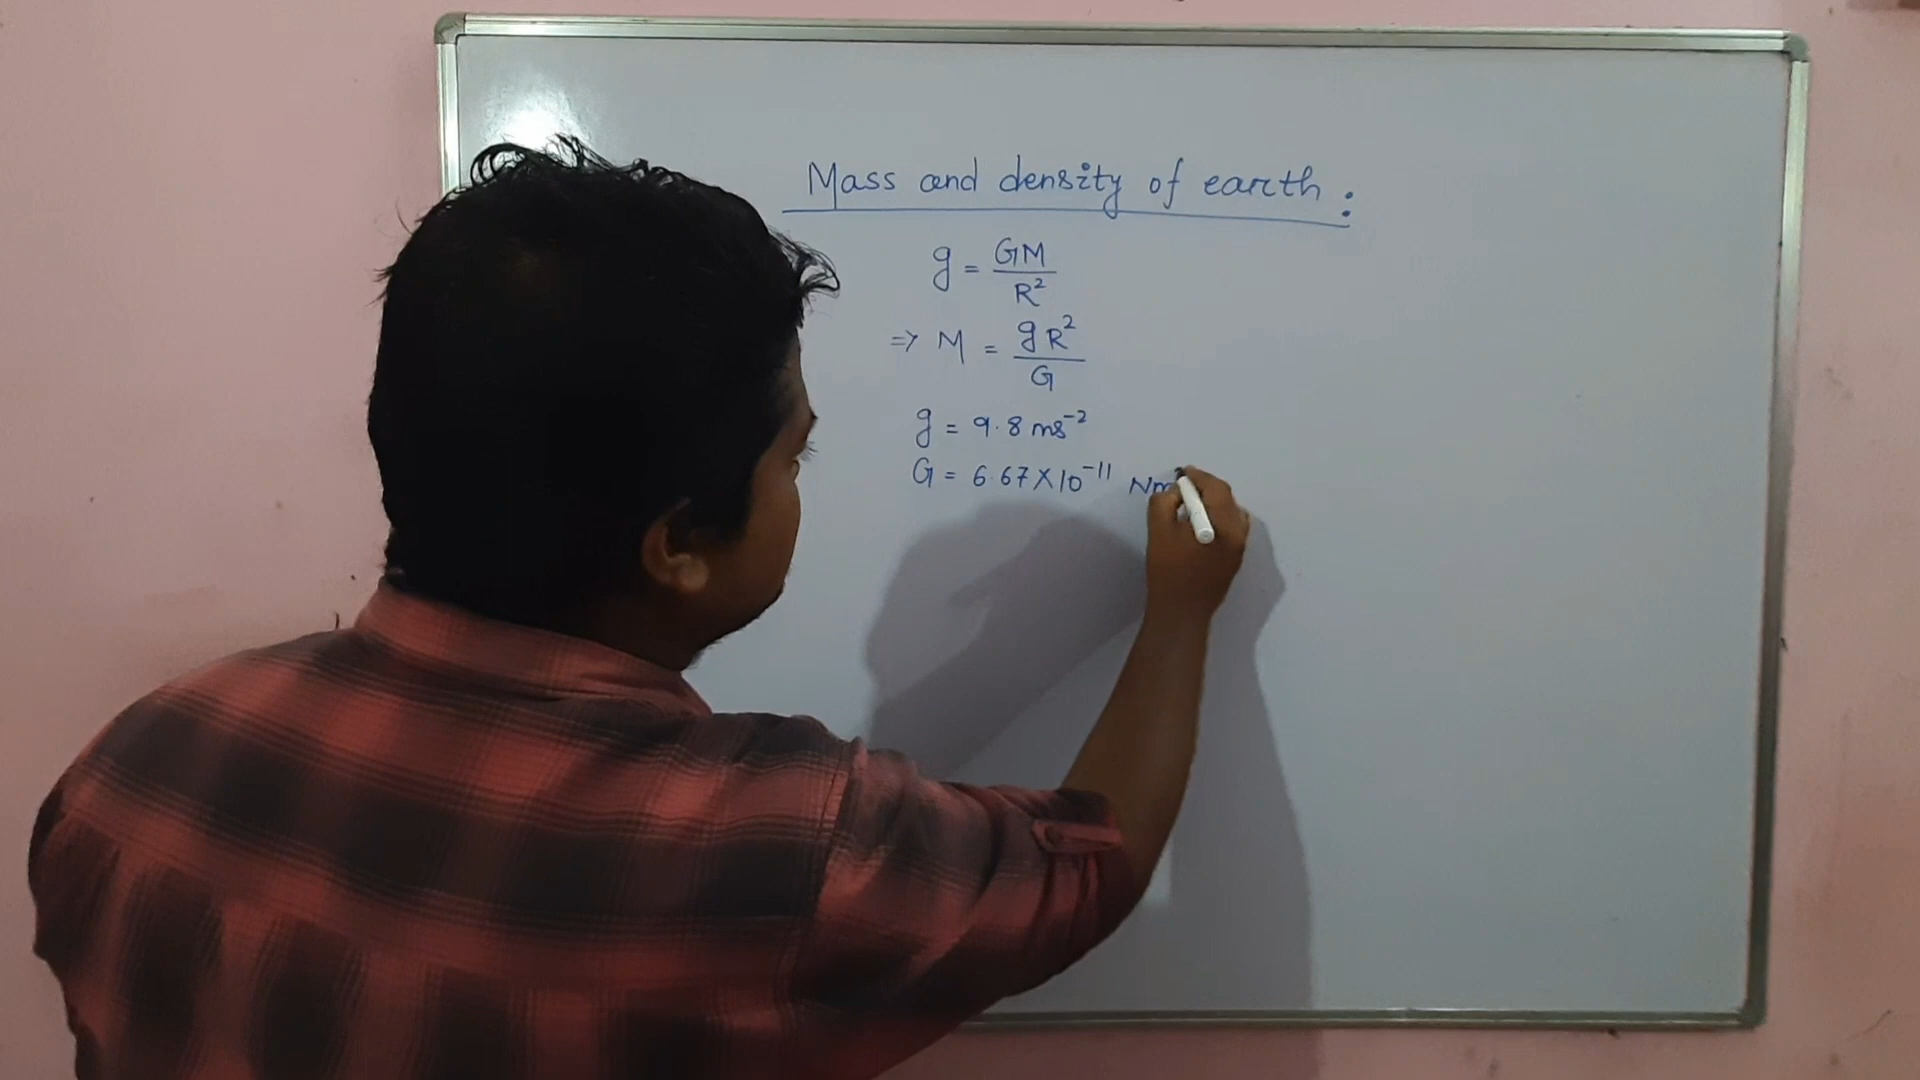 Mass and density of earth :
g = GM/R²
=> M = gR²/G
g = 9.8 ms⁻²
G = 6.67 X 10⁻¹¹ Nm